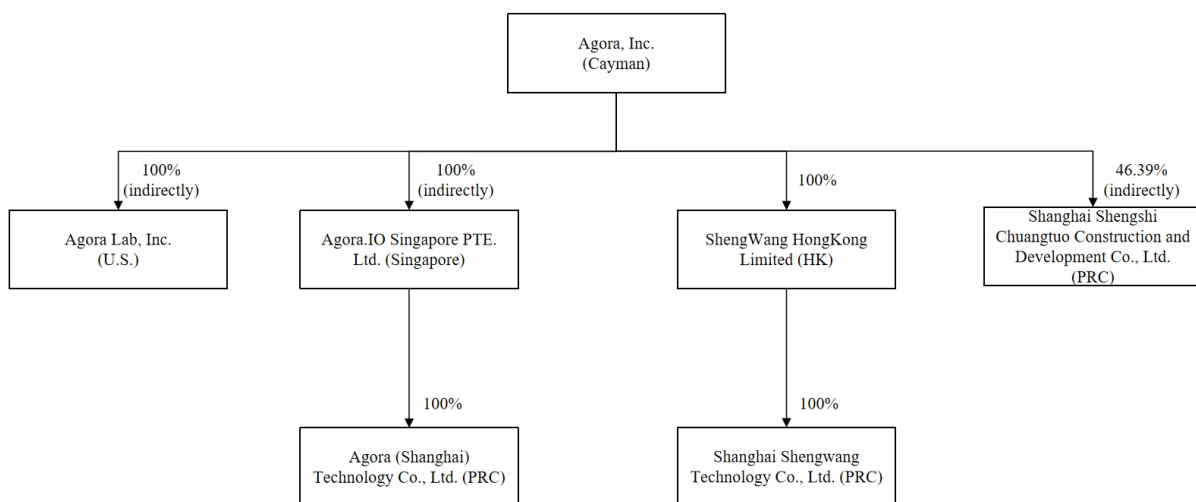 Agora, Inc.
(Cayman)
100%
(indirectly)
100%
(indirectly)
100%
46.39%
(indirectly)
Agora Lab, Inc.
(U.S.)
Agora.IO Singapore PTE.
Ltd. (Singapore)
ShengWang HongKong
Limited (HK)
Shanghai Shengshi
Chuangtuo Construction and
Development Co., Ltd.
(PRC)
100%
100%
Agora (Shanghai)
Technology Co., Ltd. (PRC)
Shanghai Shengwang
Technology Co., Ltd. (PRC)